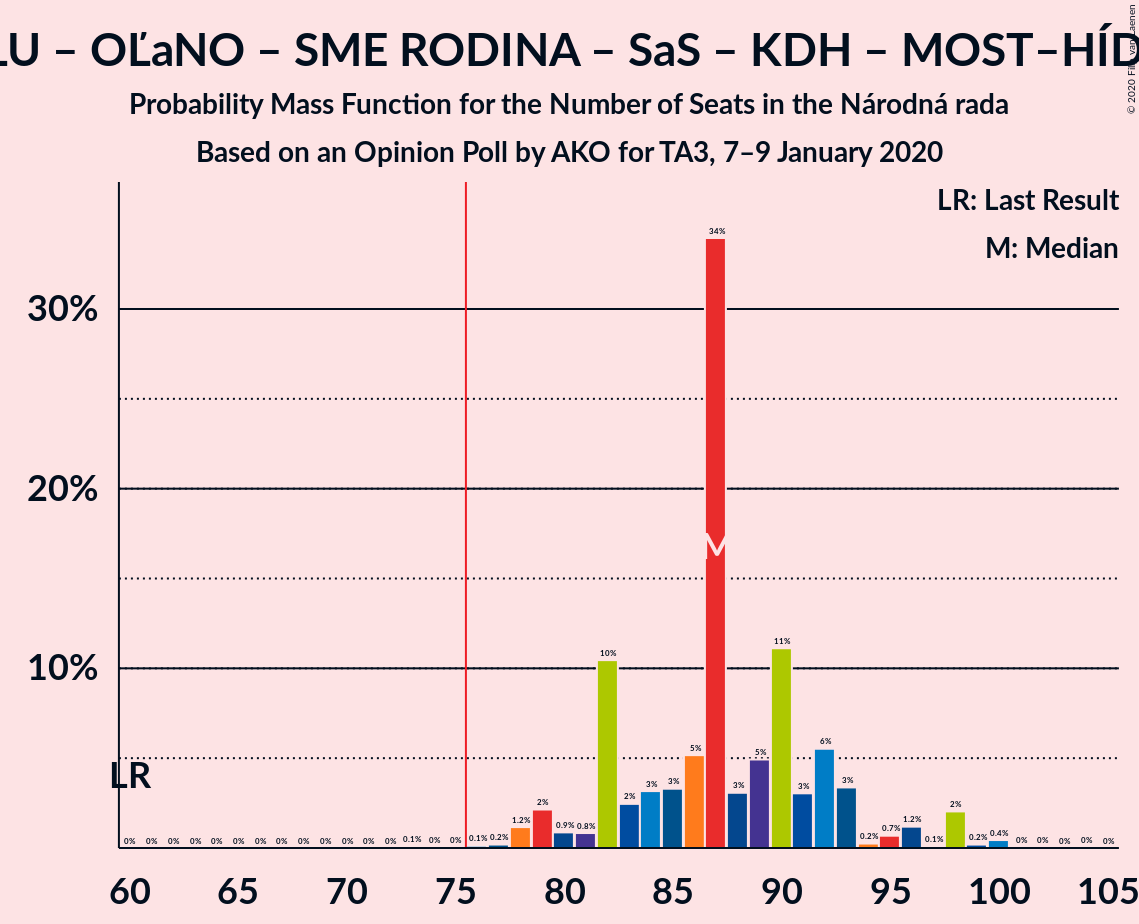 LU – OĽaNO – SME RODINA – SaS – KDH – MOST–HÍD
Probability Mass Function for the Number of Seats in the Národná rada
Based on an Opinion Poll by AKO for TA3, 7–9 January 2020
© 2020 Filip van Laenen
LR: Last Result
M: Median
34%
30%
M
20%
11%
10%
10%
6%
5%
5%
LR
3%
3%
3%
3%
3%
2%
2%
2%
1.2%
1.2%
0.9%
0.8%
0.7%
0.4%
0% 0% 0% 0% 0% 0% 0% 0% 0% 0% 0% 0% 0% 0.1% 0% 0% 0.1% 0.2% 0.2% 0.1% 0.2% 0% 0% 0% 0% 0%
60 65 70 75 80 85 90 95 100 105